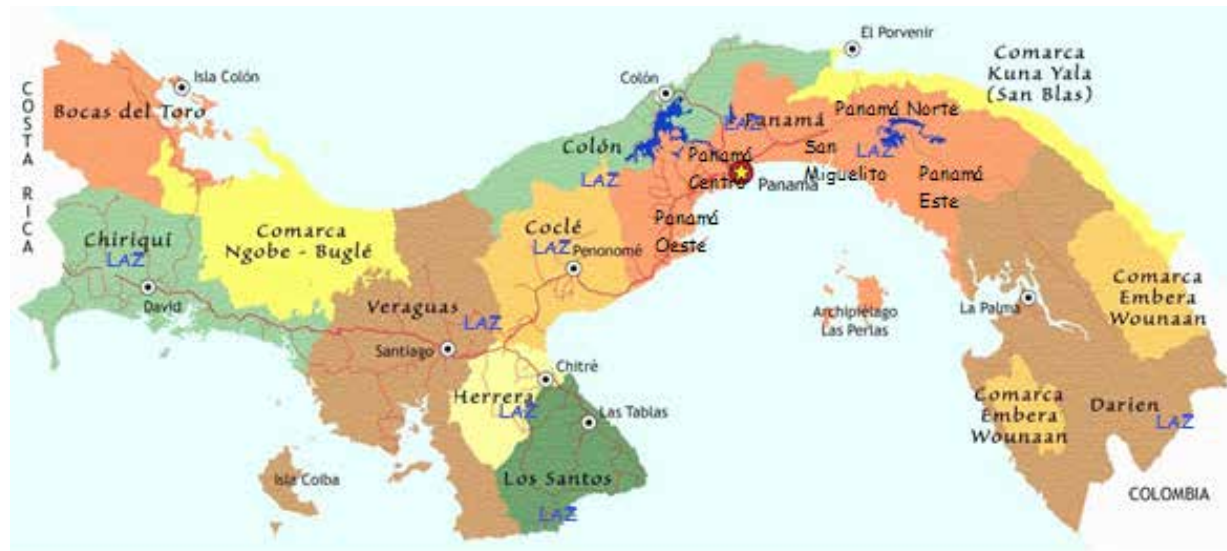 COSTA RICA
Bocas del Toro
Isla Colón
Chiriquí
LAZ
David
Comarca
Ngobe - Buglé
Veraguas
LAZ
Santiago
Isla Coiba
Herrera
LAZ
Chitré
Las Tablas
Los Santos
LAZ
Coclé
LAZ
Penonomé
Colón
Colón
LAZ
Panamá
LAZ
Panamá
Centro
Panamá
Panamá
Oeste
San
Miguelito
Panamá Norte
LAZ
Panamá
Este
El Porvenir
Comarca
Kuna Yala
(San Blas)
Archipiélago
Las Perlas
La Palma
Comarca
Embera
Wounaan
Comarca
Embera
Wounaan
Darien
LAZ
COLOMBIA